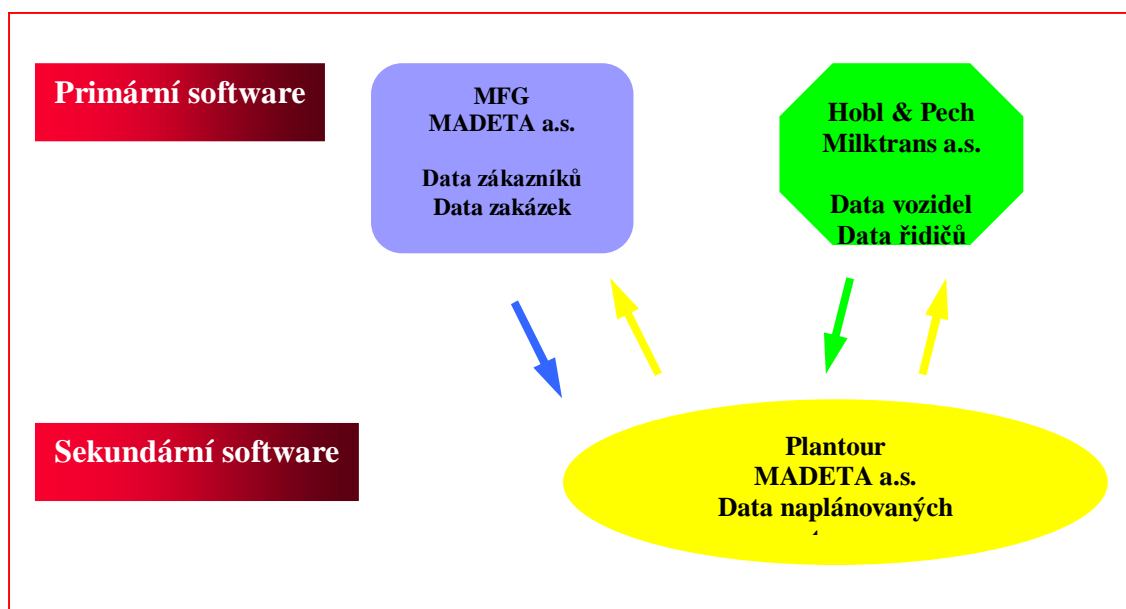 Primární software
MFG
MADETA a.s.
Data zákazníků
Data zakázek
Hobl & Pech
Milktrans a.s.
Data vozidel
Data řidičů
Sekundární software
Plantour
MADETA a.s.
Data naplánovaných